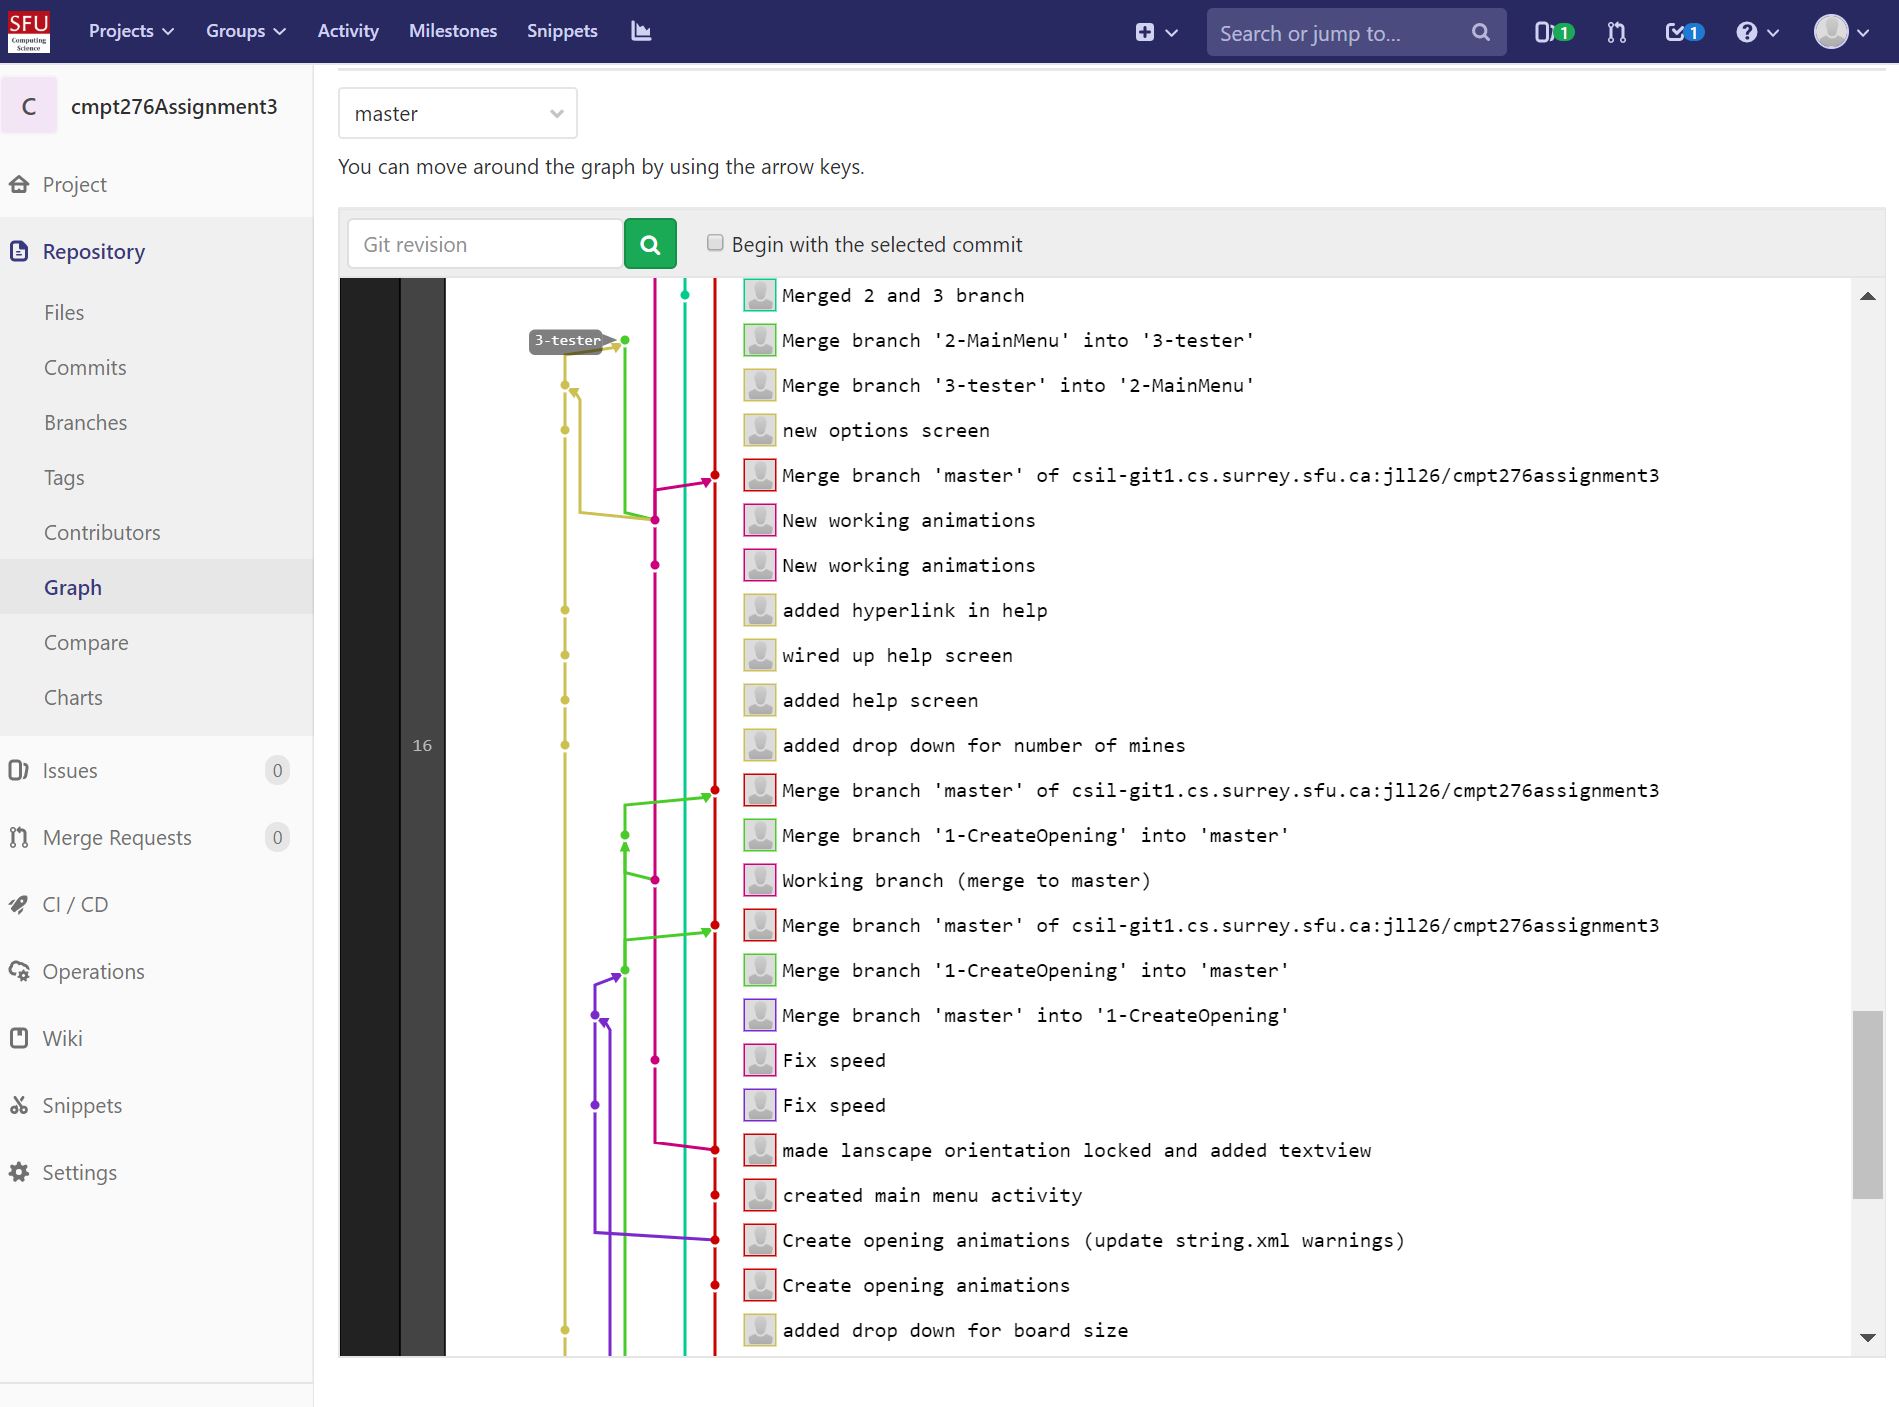 SFU
Computing
Science
Projects
Groups
Activity
Milestones
Snippets
Search or jump to...
1
1
C
cmpt276Assignment3
Project
Repository
Files
Commits
Branches
Tags
Contributors
Graph
Compare
Charts
Issues 0
Merge Requests 0
CI / CD
Operations
Wiki
Snippets
Settings
master
You can move around the graph by using the arrow keys.
Git revision
Begin with the selected commit
Merged 2 and 3 branch
3-tester
Merge branch '2-MainMenu' into '3-tester'
Merge branch '3-tester' into '2-MainMenu'
new options screen
Merge branch 'master' of csil-git1.cs.surrey.sfu.ca:jll26/cmpt276assignment3
New working animations
New working animations
added hyperlink in help
wired up help screen
added help screen
16
added drop down for number of mines
Merge branch 'master' of csil-git1.cs.surrey.sfu.ca:jll26/cmpt276assignment3
Merge branch '1-CreateOpening' into 'master'
Working branch (merge to master)
Merge branch 'master' of csil-git1.cs.surrey.sfu.ca:jll26/cmpt276assignment3
Merge branch '1-CreateOpening' into 'master'
Merge branch 'master' into '1-CreateOpening'
Fix speed
Fix speed
made lanscape orientation locked and added textview
created main menu activity
Create opening animations (update string.xml warnings)
Create opening animations
added drop down for board size